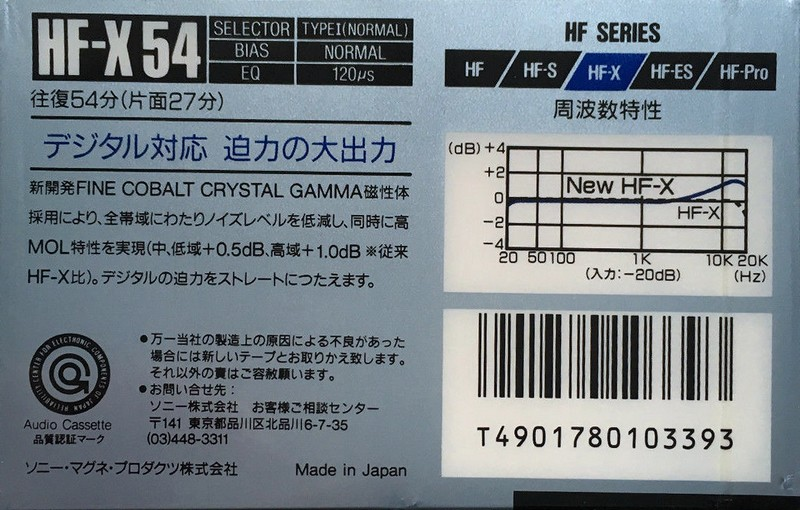 HF-X 54
SELECTOR TYPEI(NORMAL)
BIAS NORMAL
EQ 120μs
往復54分(片面27分)
デジタル対応 迫力の大出力
新開発FINE COBALT CRYSTAL GAMMA磁性体
採用により、全帯域にわたりノイズレベルを低減し、同時に高
MOL特性を実現(中、低域+0.5dB、高域+1.0dB ※従来
HF-X比)。デジタルの迫力をストレートにつたえます。
RELIABILITY CENTER FOR ELECTRONIC COMPONENTS OF JAPAN
Audio Cassette
品質認証マーク
●万一当社の製造上の原因による不良があった
場合には新しいテープとお取りかえ致します。
それ以外の責はご容赦願います。
●お問い合せ先:
ソニー株式会社 お客様ご相談センター
〒141 東京都品川区北品川6-7-35
(03)448-3311
ソニー・マグネ・プロダクツ株式会社 Made in Japan
HF SERIES
HF HF-S HF-X HF-ES HF-Pro
周波数特性
(dB) +4
+2
0
-2
-4
New HF-X
HF-X
20 50 100 1K 10K 20K
(入力:-20dB) (Hz)
T4901780103393